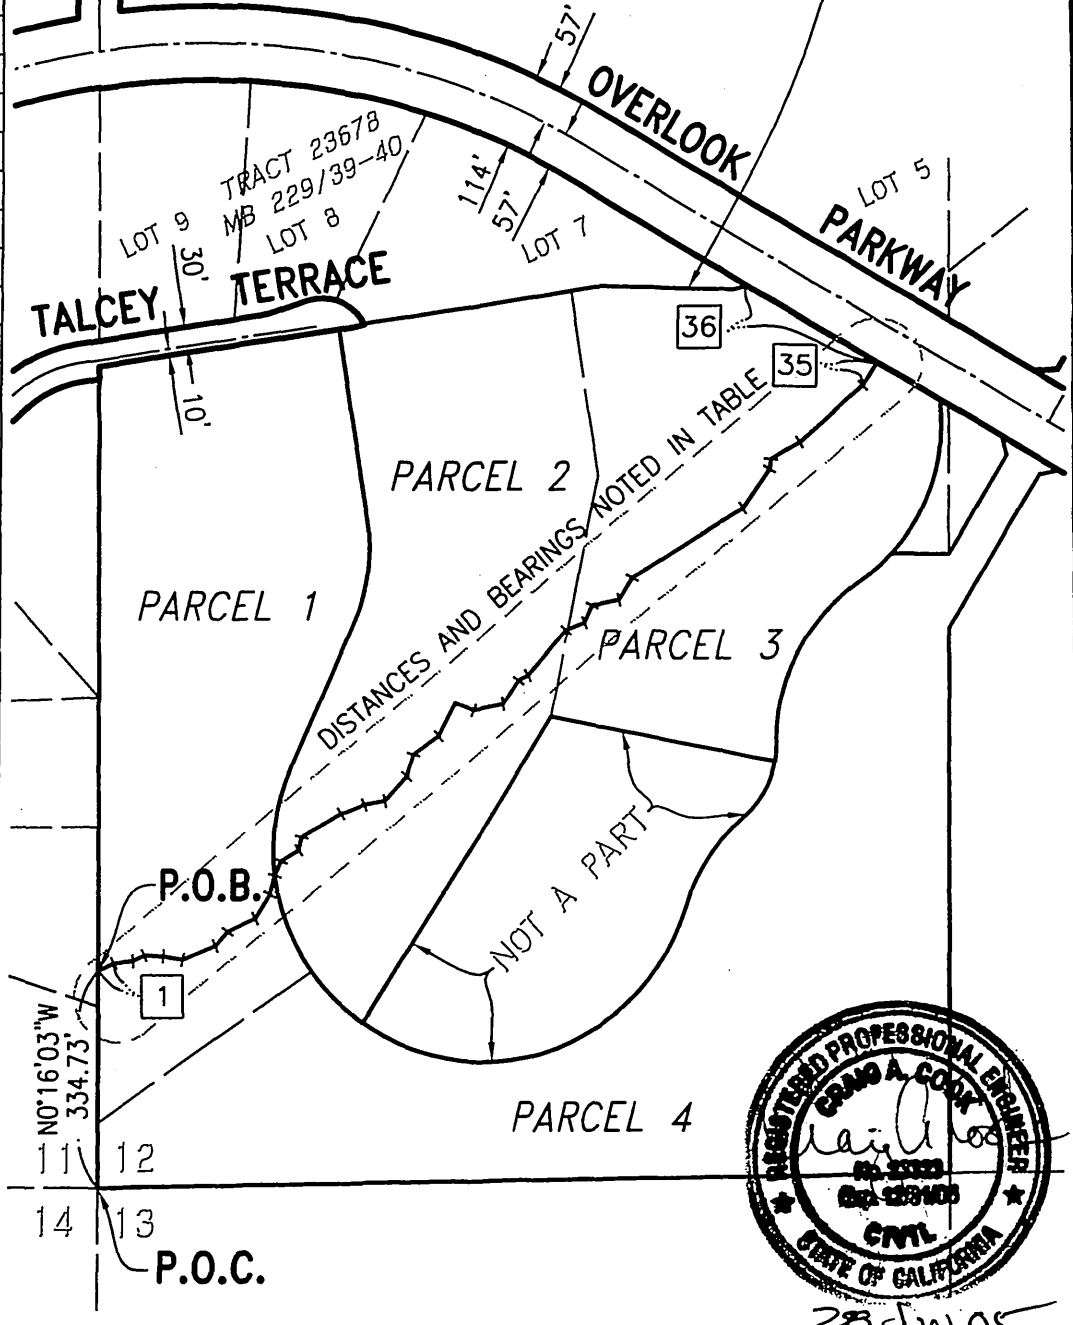 57'
OVERLOOK
PARKWAY
114'
57'
LOT 5
TRACT 23678
MB 229/39-40
LOT 9
LOT 8
LOT 7
30'
TALCEY TERRACE
10'
36
35
PARCEL 2
DISTANCES AND BEARINGS NOTED IN TABLE
PARCEL 1
PARCEL 3
P.O.B.
NOT A PART
1
N0°16'03"W
334.73'
PARCEL 4
11 12
14 13
P.O.C.
REGISTERED PROFESSIONAL ENGINEER
CRAIG A. COOK
CIVIL
STATE OF CALIFORNIA